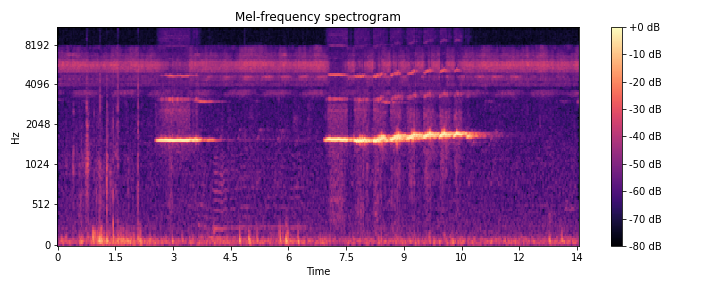 Mel-frequency spectrogram
Hz
8192
4096
2048
1024
512
0
0 1.5 3 4.5 6 7.5 9 10 12 14
Time
+0 dB
-10 dB
-20 dB
-30 dB
-40 dB
-50 dB
-60 dB
-70 dB
-80 dB